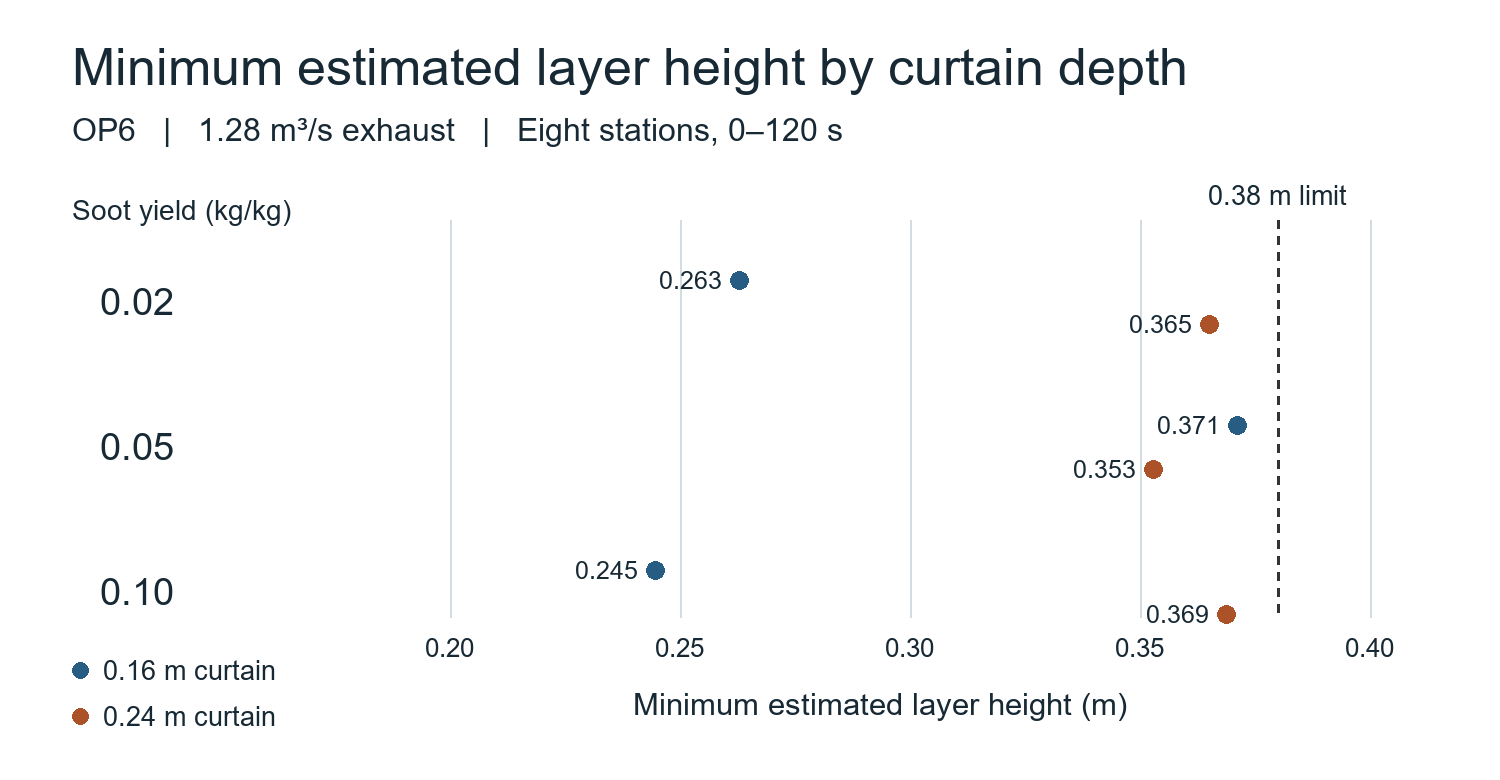 Minimum estimated layer height by curtain depth
OP6 | 1.28 m³/s exhaust | Eight stations, 0–120 s
0.38 m limit
Soot yield (kg/kg)
0.263
0.02
0.365
0.371
0.05
0.353
0.245
0.10
0.369
0.20 0.25 0.30 0.35 0.40
0.16 m curtain
Minimum estimated layer height (m)
0.24 m curtain